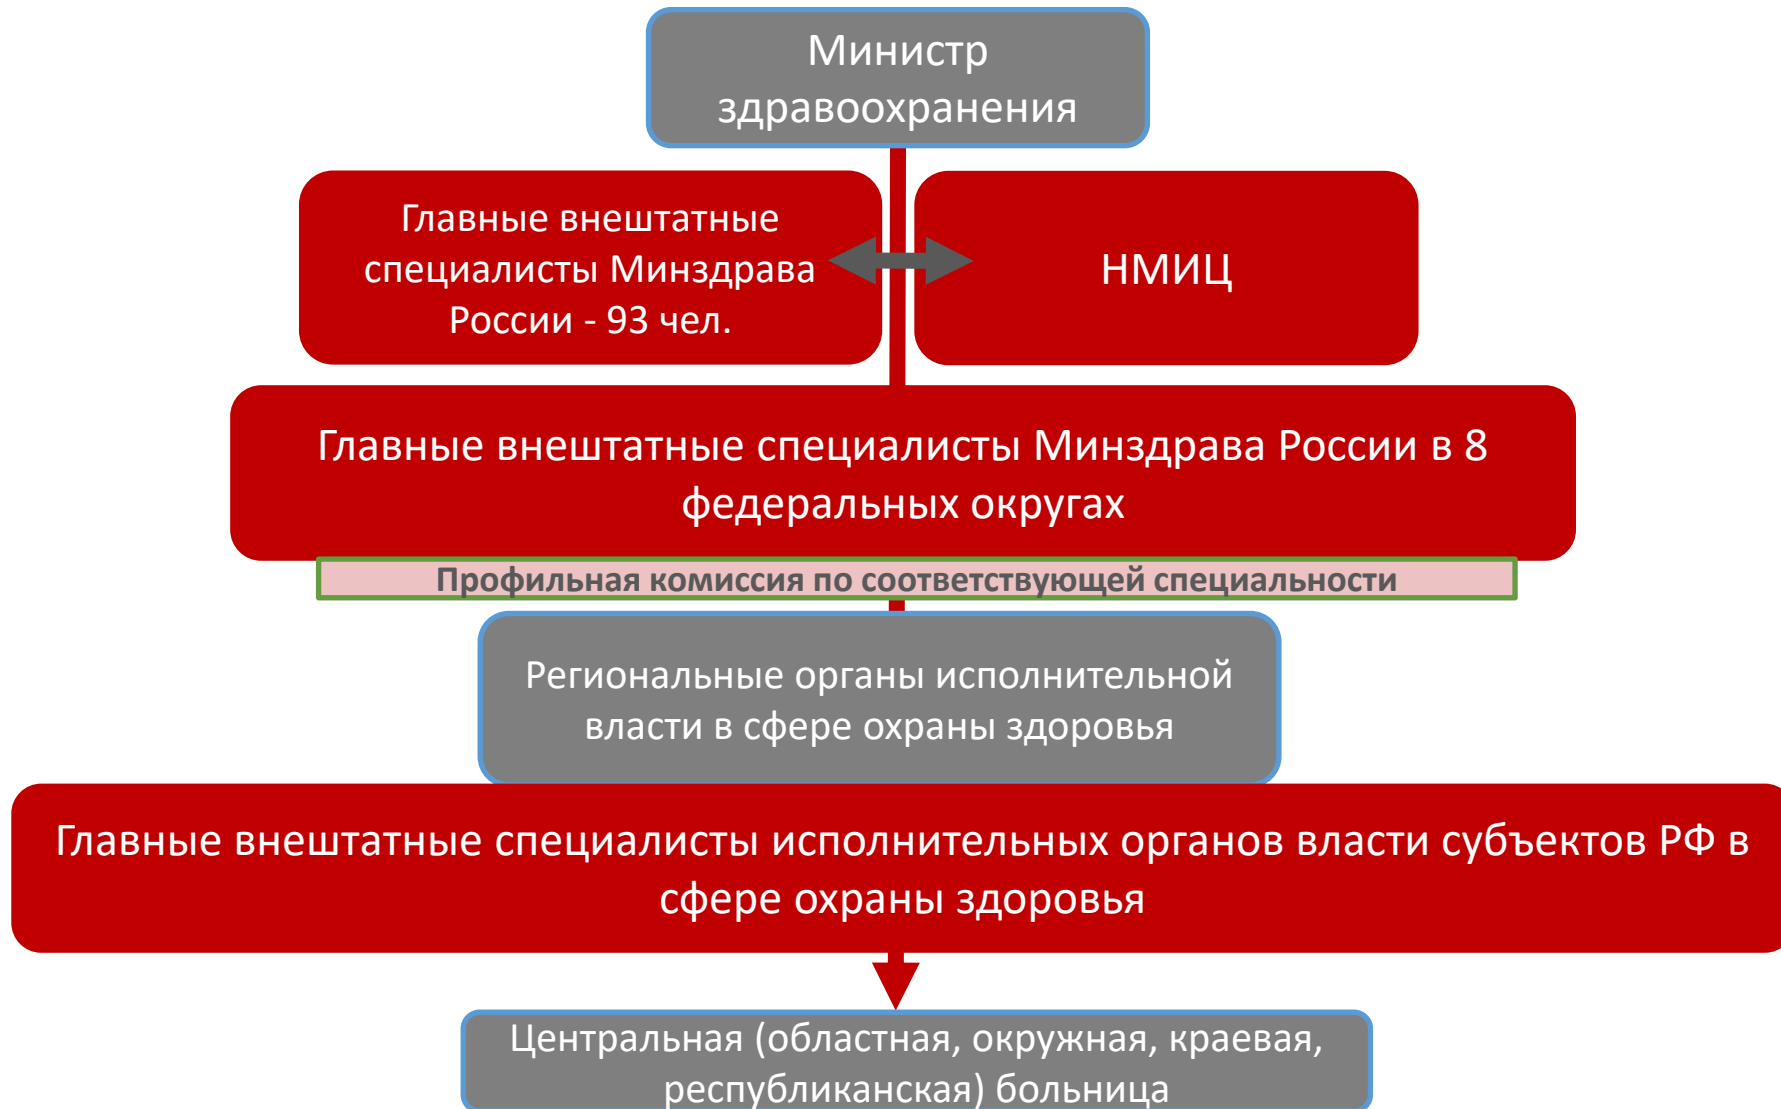 Министр
здравоохранения
Главные внештатные
специалисты Минздрава
России - 93 чел.
НМИЦ
Главные внештатные специалисты Минздрава России в 8
федеральных округах
Профильная комиссия по соответствующей специальности
Региональные органы исполнительной
власти в сфере охраны здоровья
Главные внештатные специалисты исполнительных органов власти субъектов РФ в
сфере охраны здоровья
Центральная (областная, окружная, краевая,
республиканская) больница